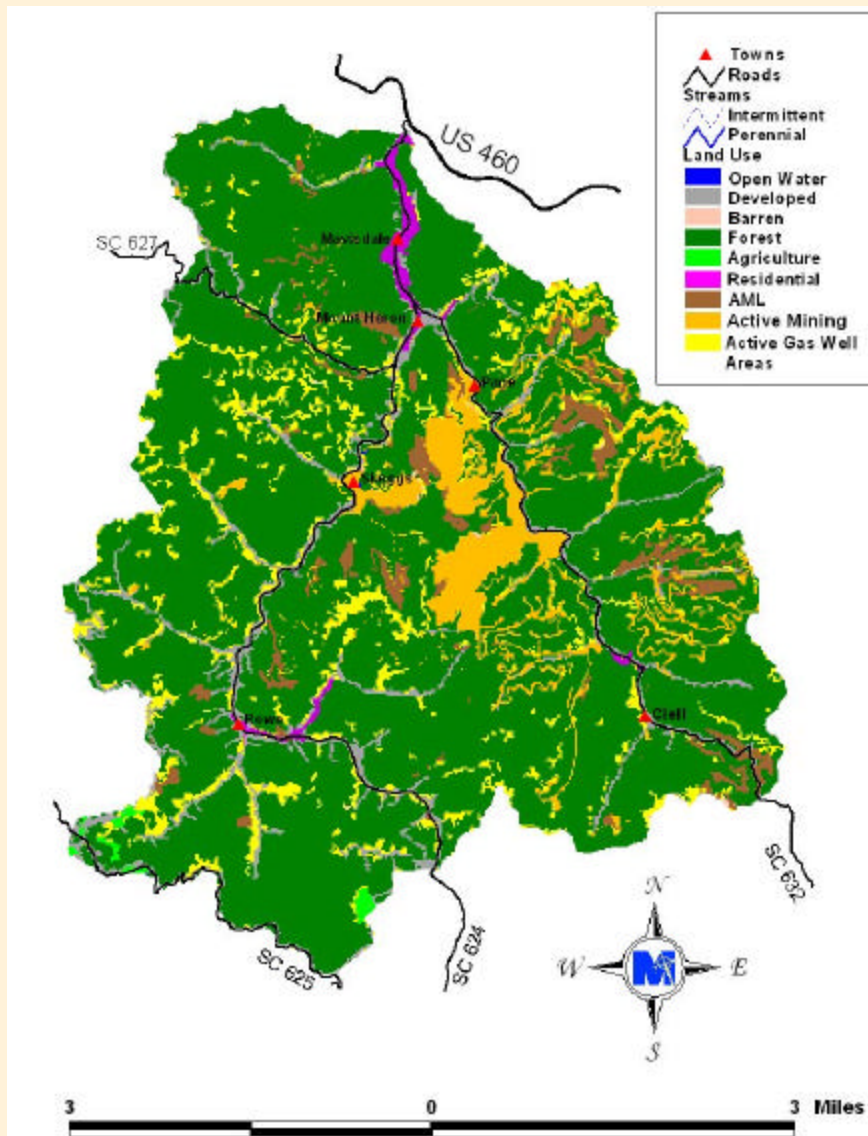 Towns
Roads
Streams
Intermittent
Perennial
Land Use
Open Water
Developed
Barren
Forest
Agriculture
Residential
AML
Active Mining
Active Gas Well
Areas
US 460
SC 627
Mavisdale
Mount Heron
Page
Rowe
SC 632
SC 624
SC 625
N
W
E
S
M
3
0
3 Miles